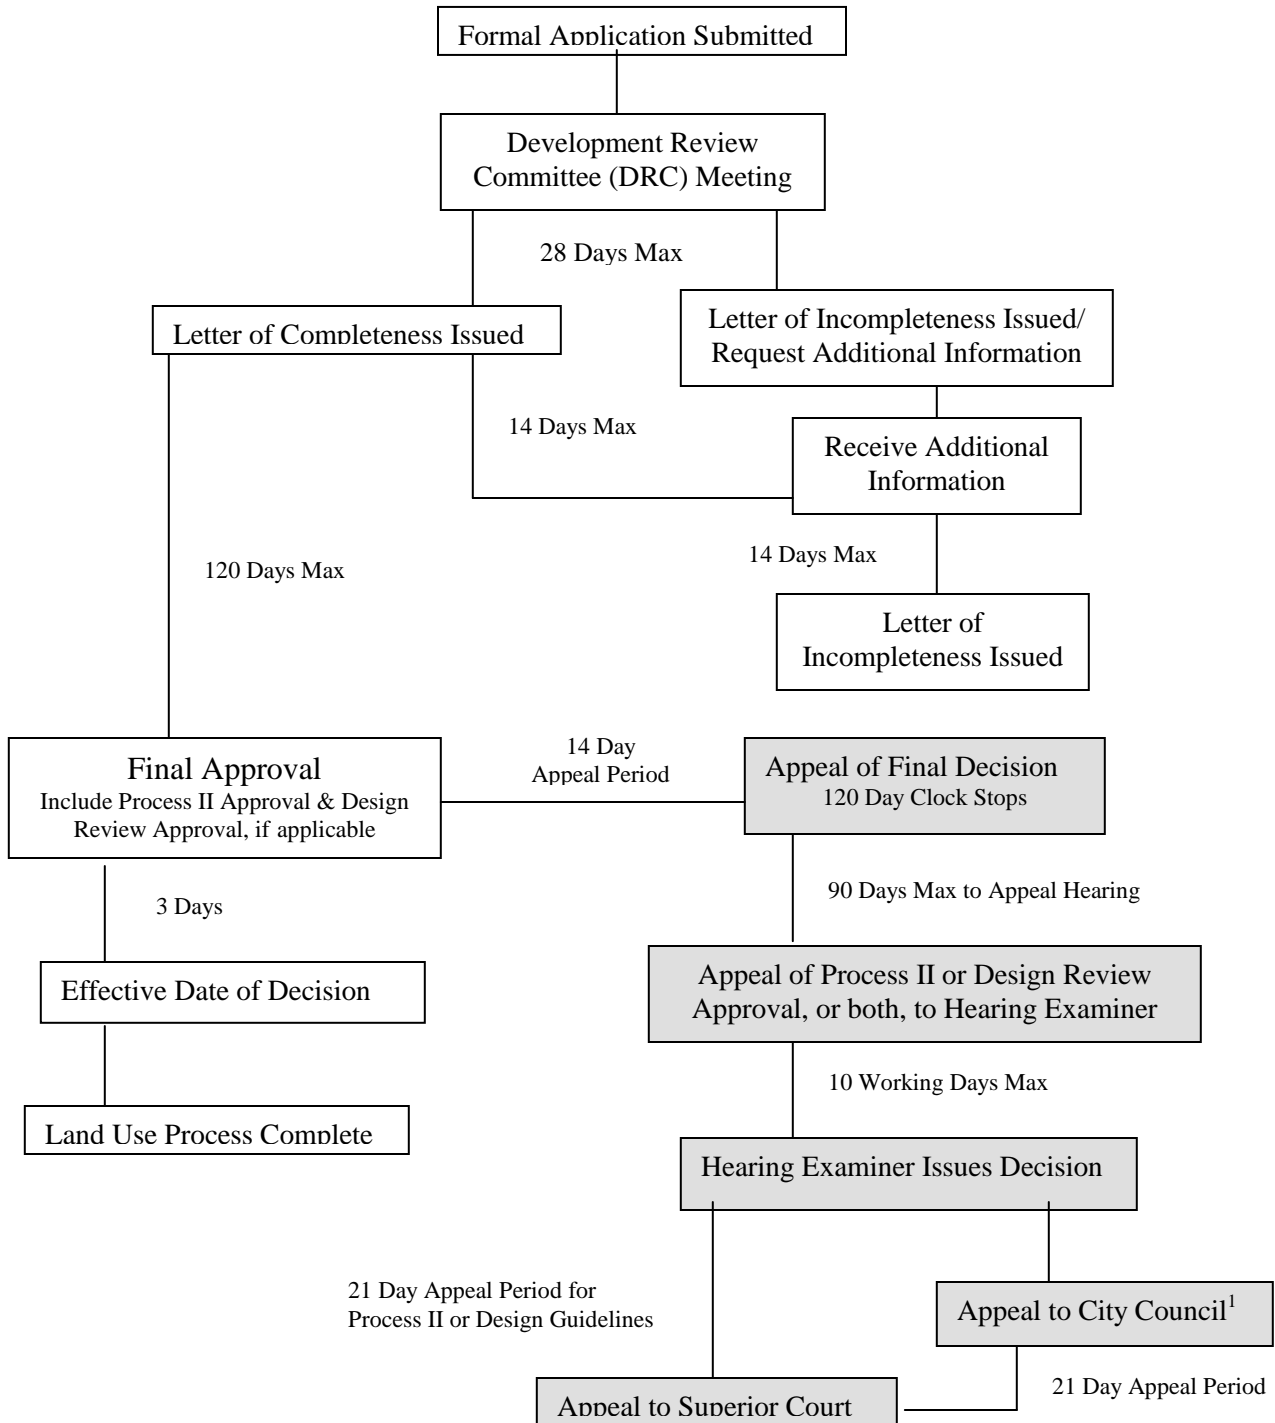 Formal Application Submitted
Development Review
Committee (DRC) Meeting
28 Days Max
Letter of Completeness Issued
Letter of Incompleteness Issued/
Request Additional Information
14 Days Max
Receive Additional
Information
120 Days Max
14 Days Max
Letter of
Incompleteness Issued
Final Approval
Include Process II Approval & Design
Review Approval, if applicable
14 Day
Appeal Period
Appeal of Final Decision
120 Day Clock Stops
3 Days
90 Days Max to Appeal Hearing
Effective Date of Decision
Appeal of Process II or Design Review
Approval, or both, to Hearing Examiner
10 Working Days Max
Land Use Process Complete
Hearing Examiner Issues Decision
21 Day Appeal Period for
Process II or Design Guidelines
Appeal to City Council¹
21 Day Appeal Period
Appeal to Superior Court